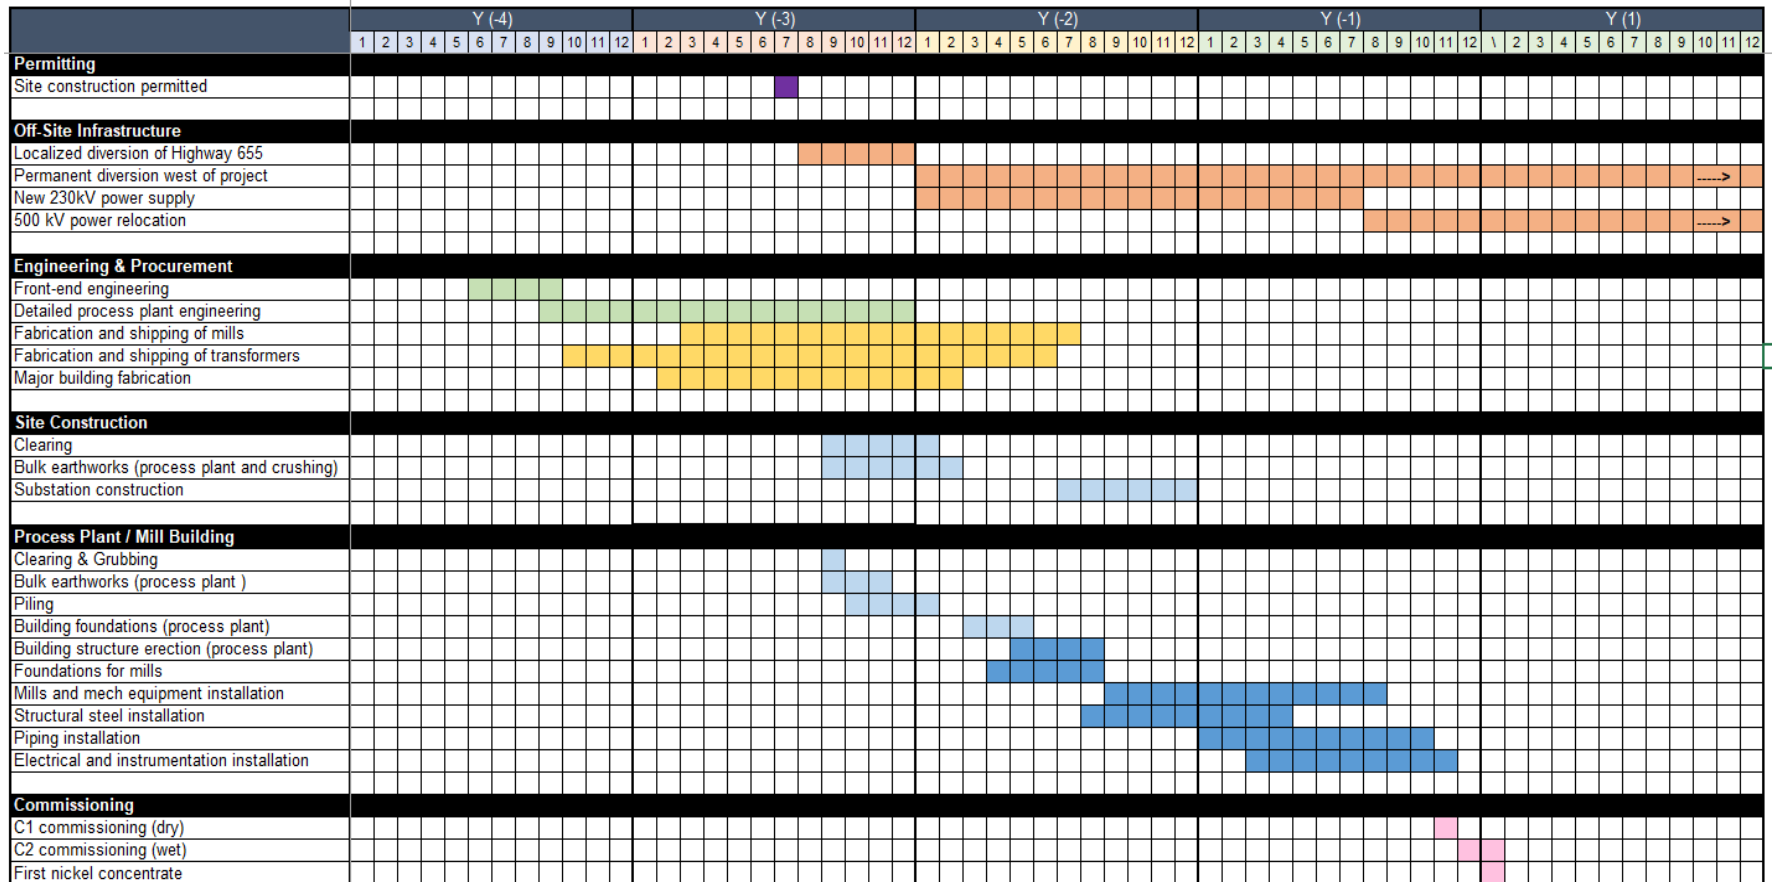 Y (-4) Y (-3) Y (-2) Y (-1) Y (1)
1 2 3 4 5 6 7 8 9 10 11 12 1 2 3 4 5 6 7 8 9 10 11 12 1 2 3 4 5 6 7 8 9 10 11 12 1 2 3 4 5 6 7 8 9 10 11 12 \ 2 3 4 5 6 7 8 9 10 11 12
Permitting
Site construction permitted
Off-Site Infrastructure
Localized diversion of Highway 655
Permanent diversion west of project ----->
New 230kV power supply
500 kV power relocation ----->
Engineering & Procurement
Front-end engineering
Detailed process plant engineering
Fabrication and shipping of mills
Fabrication and shipping of transformers
Major building fabrication
Site Construction
Clearing
Bulk earthworks (process plant and crushing)
Substation construction
Process Plant / Mill Building
Clearing & Grubbing
Bulk earthworks (process plant )
Piling
Building foundations (process plant)
Building structure erection (process plant)
Foundations for mills
Mills and mech equipment installation
Structural steel installation
Piping installation
Electrical and instrumentation installation
Commissioning
C1 commissioning (dry)
C2 commissioning (wet)
First nickel concentrate